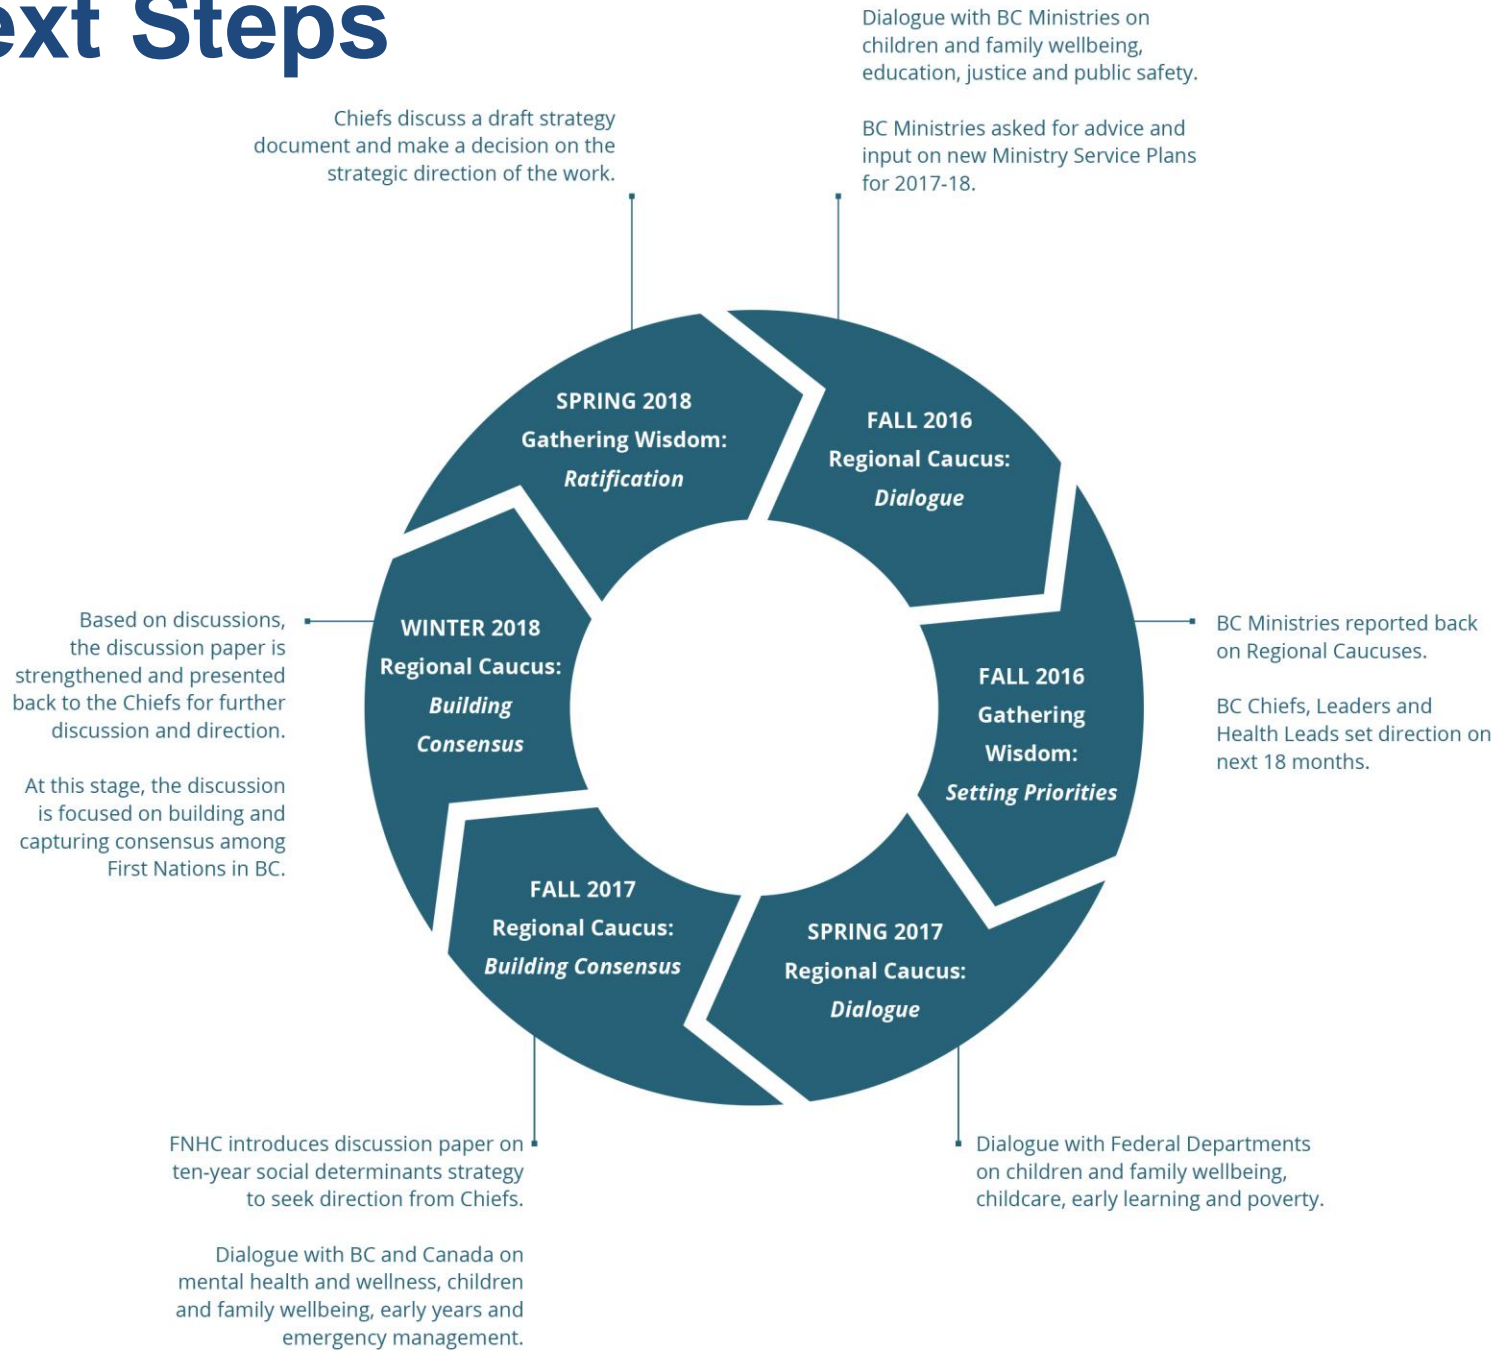 ext Steps
Dialogue with BC Ministries on
children and family wellbeing,
education, justice and public safety.
BC Ministries asked for advice and
input on new Ministry Service Plans
for 2017-18.
Chiefs discuss a draft strategy
document and make a decision on the
strategic direction of the work.
SPRING 2018
Gathering Wisdom:
Ratification
FALL 2016
Regional Caucus:
Dialogue
FALL 2016
Gathering
Wisdom:
Setting Priorities
BC Ministries reported back
on Regional Caucuses.
BC Chiefs, Leaders and
Health Leads set direction on
next 18 months.
SPRING 2017
Regional Caucus:
Dialogue
Dialogue with Federal Departments
on children and family wellbeing,
childcare, early learning and poverty.
FALL 2017
Regional Caucus:
Building Consensus
FNHC introduces discussion paper on
ten-year social determinants strategy
to seek direction from Chiefs.
Dialogue with BC and Canada on
mental health and wellness, children
and family wellbeing, early years and
emergency management.
WINTER 2018
Regional Caucus:
Building
Consensus
Based on discussions,
the discussion paper is
strengthened and presented
back to the Chiefs for further
discussion and direction.
At this stage, the discussion
is focused on building and
capturing consensus among
First Nations in BC.